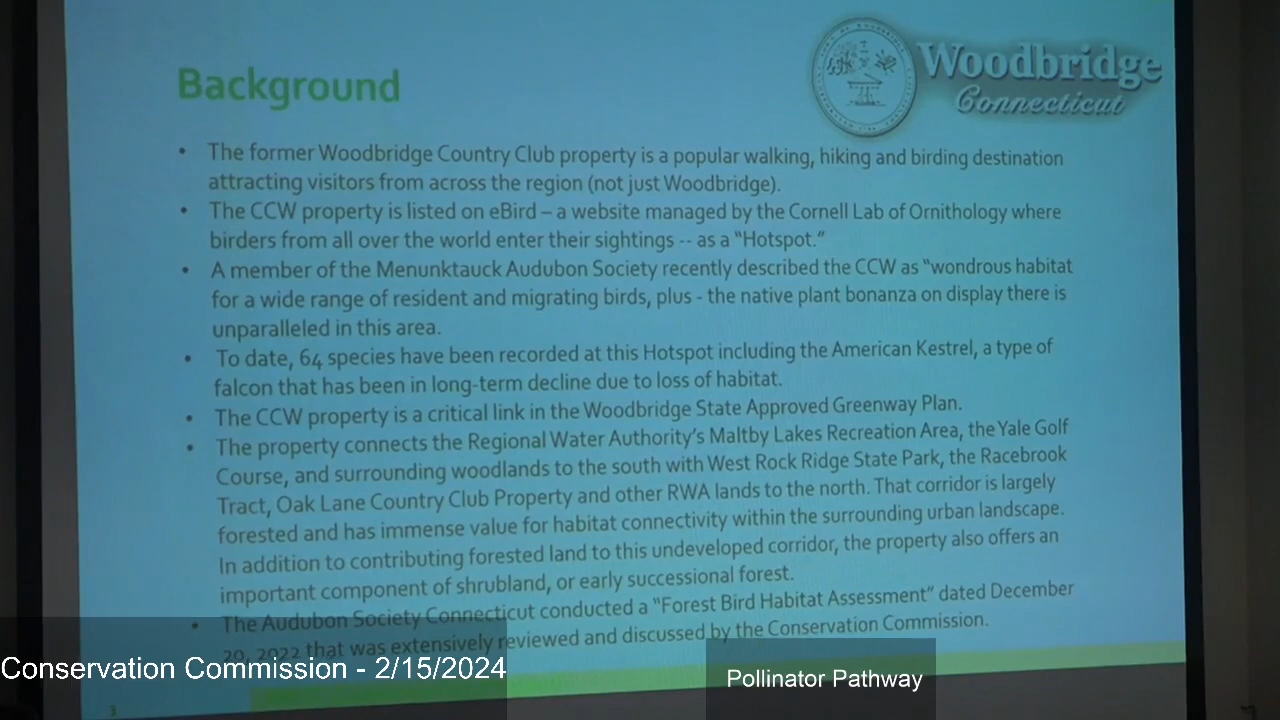 Woodbridge
Connecticut
Background
• The former Woodbridge Country Club property is a popular walking, hiking and birding destination
attracting visitors from across the region (not just Woodbridge).
• The CCW property is listed on eBird – a website managed by the Cornell Lab of Ornithology where
birders from all over the world enter their sightings -- as a "Hotspot."
• A member of the Menunktauck Audubon Society recently described the CCW as "wondrous habitat
for a wide range of resident and migrating birds, plus - the native plant bonanza on display there is
unparalleled in this area.
• To date, 64 species have been recorded at this Hotspot including the American Kestrel, a type of
falcon that has been in long-term decline due to loss of habitat.
• The CCW property is a critical link in the Woodbridge State Approved Greenway Plan.
• The property connects the Regional Water Authority's Maltby Lakes Recreation Area, the Yale Golf
Course, and surrounding woodlands to the south with West Rock Ridge State Park, the Racebrook
Tract, Oak Lane Country Club Property and other RWA lands to the north. That corridor is largely
forested and has immense value for habitat connectivity within the surrounding urban landscape.
In addition to contributing forested land to this undeveloped corridor, the property also offers an
important component of shrubland, or early successional forest.
• The Audubon Society Connecticut conducted a "Forest Bird Habitat Assessment" dated December
20, 2022 that was extensively reviewed and discussed by the Conservation Commission.
Conservation Commission - 2/15/2024
Pollinator Pathway
3